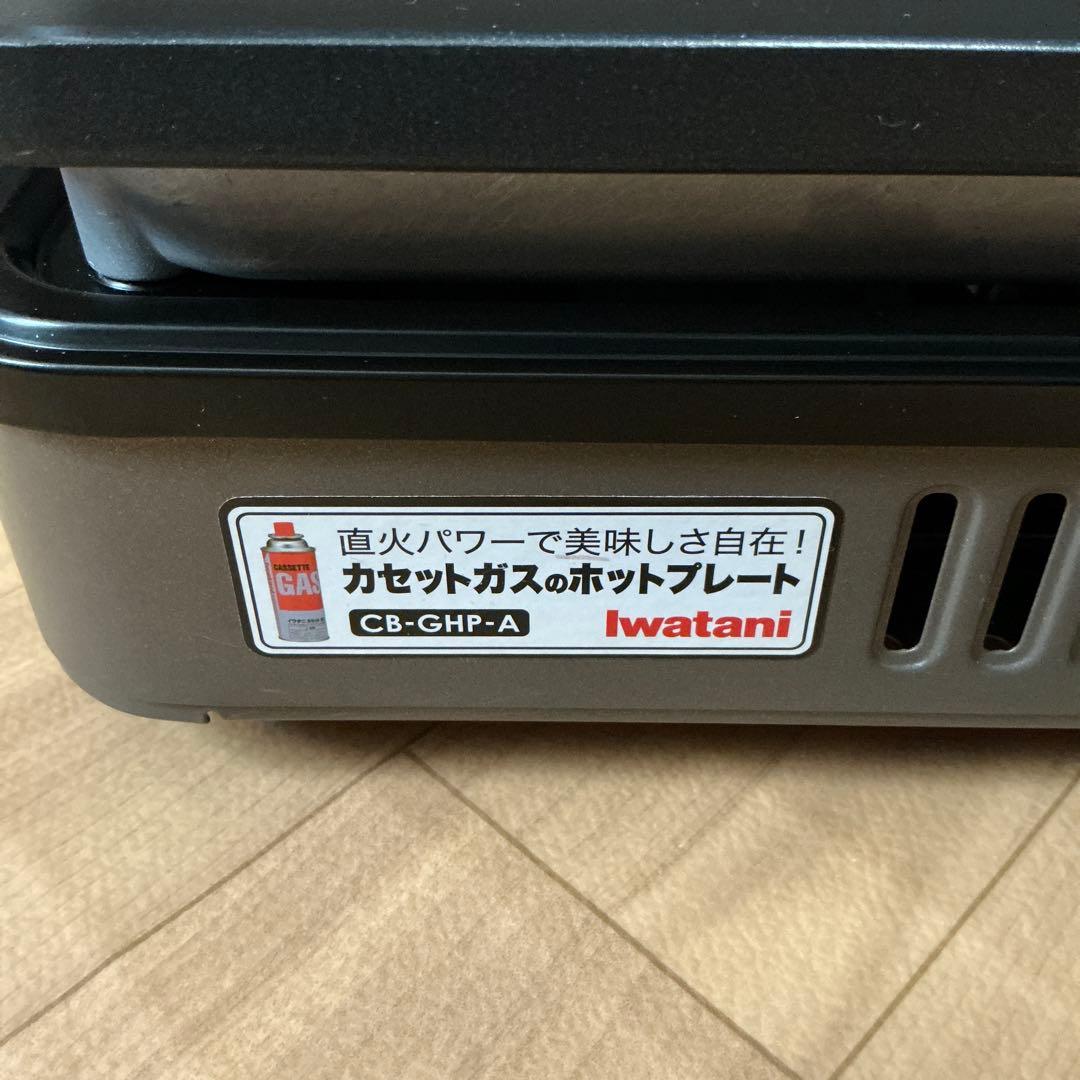 直火パワーで美味しさ自在！
カセットガスのホットプレート
CB-GHP-A
Iwatani
CASSETTE
GAS